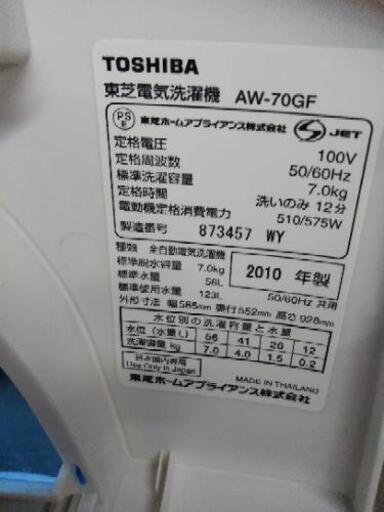 TOSHIBA
東芝電気洗濯機 AW-70GF
PS E 東芝ホームアプライアンス株式会社 S JET
定格電圧 100V
定格周波数 50/60Hz
標準洗濯容量 7.0kg
定格時間 洗いのみ 12分
電動機定格消費電力 510/575W
製造番号 873457 WY
種類 全自動電気洗濯機
標準脱水容量 7.0kg
標準水量 56L
標準使用水量 123L
2010 年製
50/60Hz 共用
外形寸法 幅585mm 奥行552mm 高さ928mm
水位別の洗濯容量と水量
水位 (水量L) 56 41 26 12
洗濯容量 kg 7.0 4.0 1.5 0.2
日本国内専用
Use Only in Japan
MADE IN THAILAND
東芝ホームアプライアンス株式会社